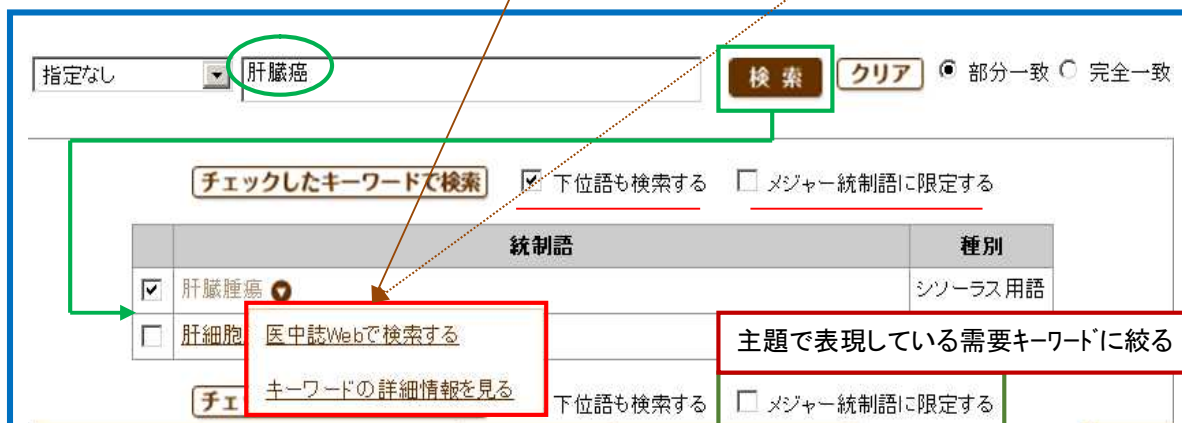 指定なし 肝臓癌 検索 クリア 部分一致 完全一致
チェックしたキーワードで検索 下位語も検索する メジャー統制語に限定する
統制語 種別
肝臓腫瘍 シソーラス用語
肝細胞
医中誌Webで検索する
キーワードの詳細情報を見る
主題で表現している需要キーワードに絞る
チェ 下位語も検索する メジャー統制語に限定する